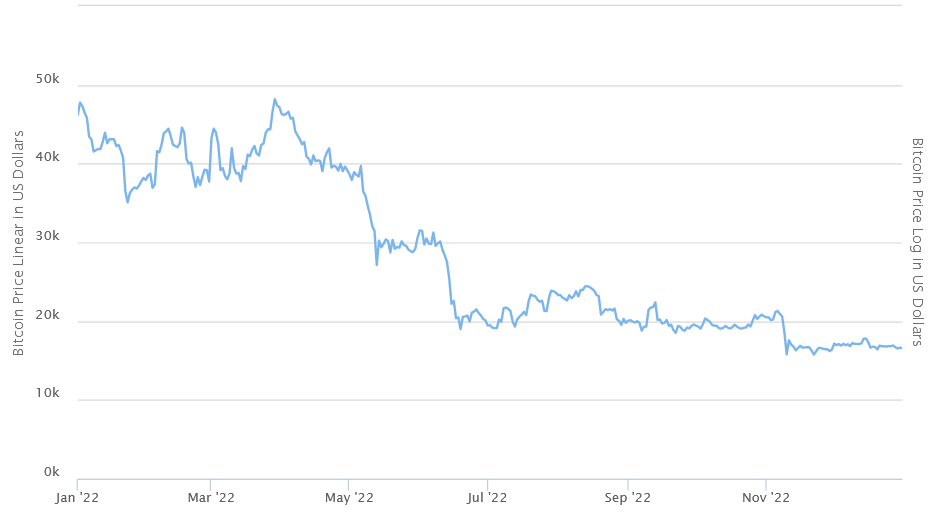 50k
40k
30k
20k
10k
0k
Jan '22
Mar '22
May '22
Jul '22
Sep '22
Nov '22
Bitcoin Price Linear in US Dollars
Bitcoin Price Log in US Dollars